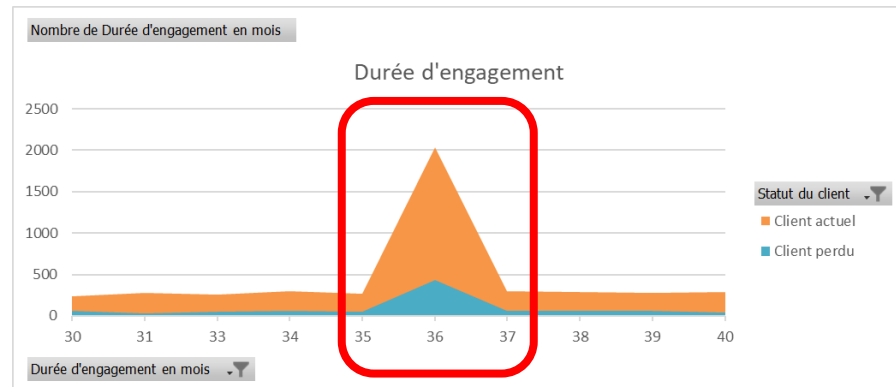 Nombre de Durée d'engagement en mois
Durée d'engagement
2500
2000
1500
1000
500
0
30 31 33 34 35 36 37 38 39 40
Statut du client
Client actuel
Client perdu
Durée d'engagement en mois